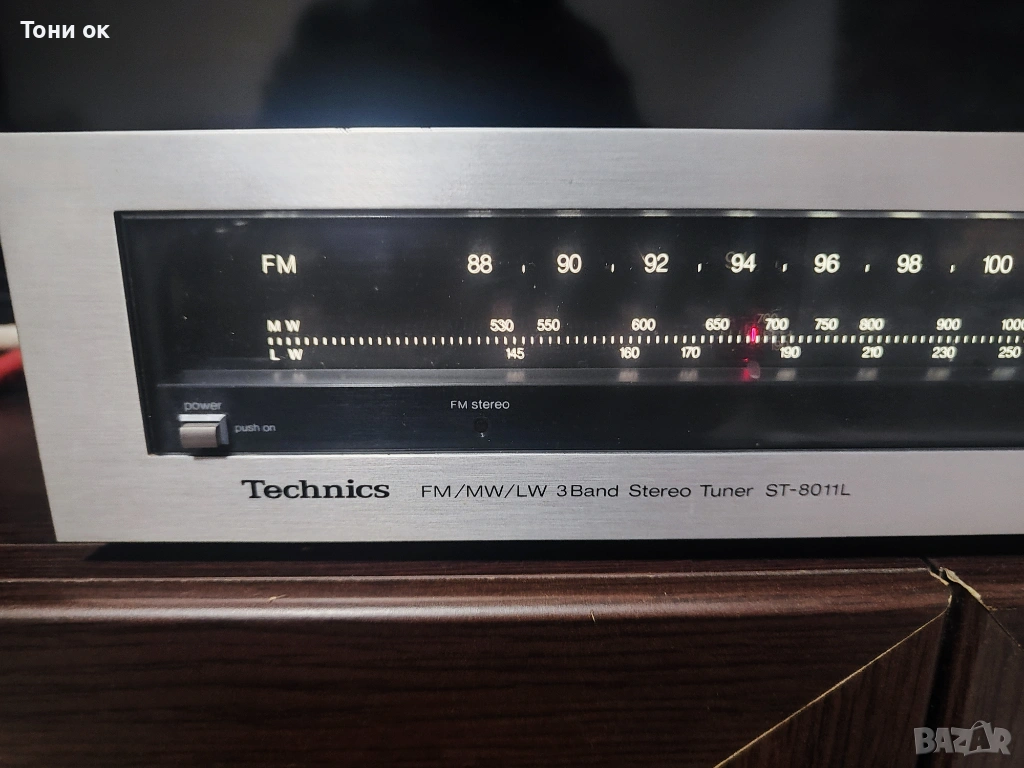 Тони ок
FM 88 90 92 94 96 98 100
MW 530 550 600 650 700 750 800 900 1000
LW 145 160 170 190 210 230 250
power
push on
FM stereo
Technics FM/MW/LW 3Band Stereo Tuner ST-8011L
BAZAR